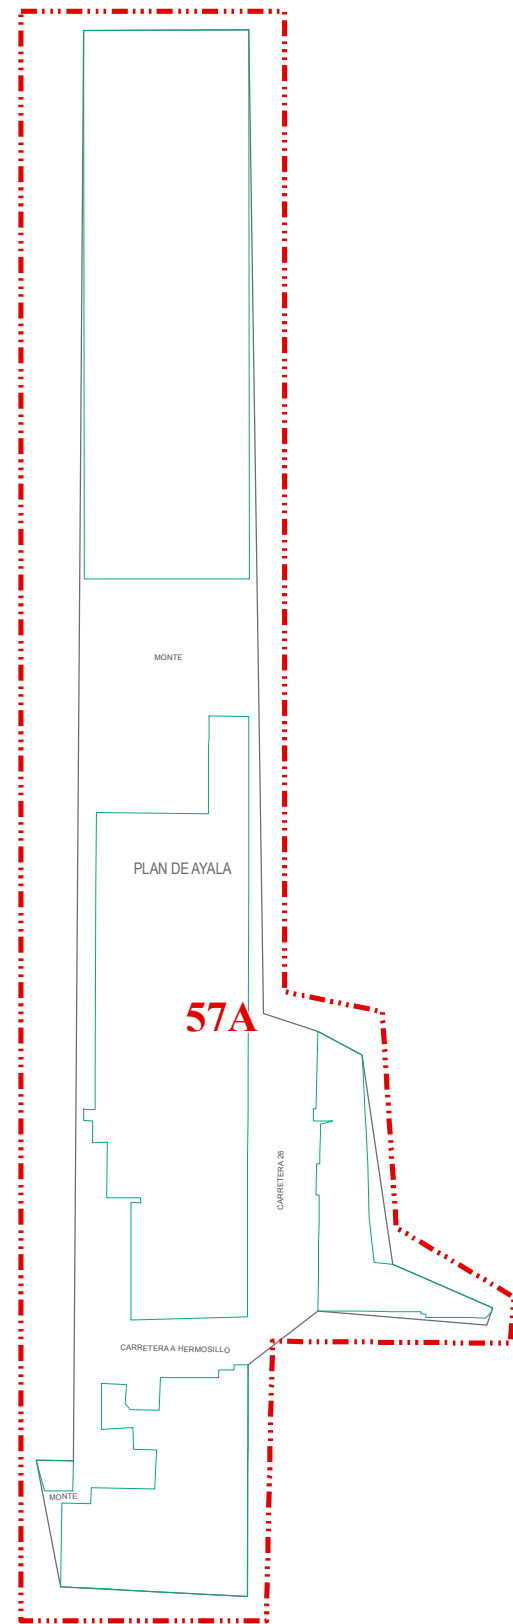 MONTE
PLAN DE AYALA
57A
CARRETERA 26
CARRETERA A HERMOSILLO
MONTE